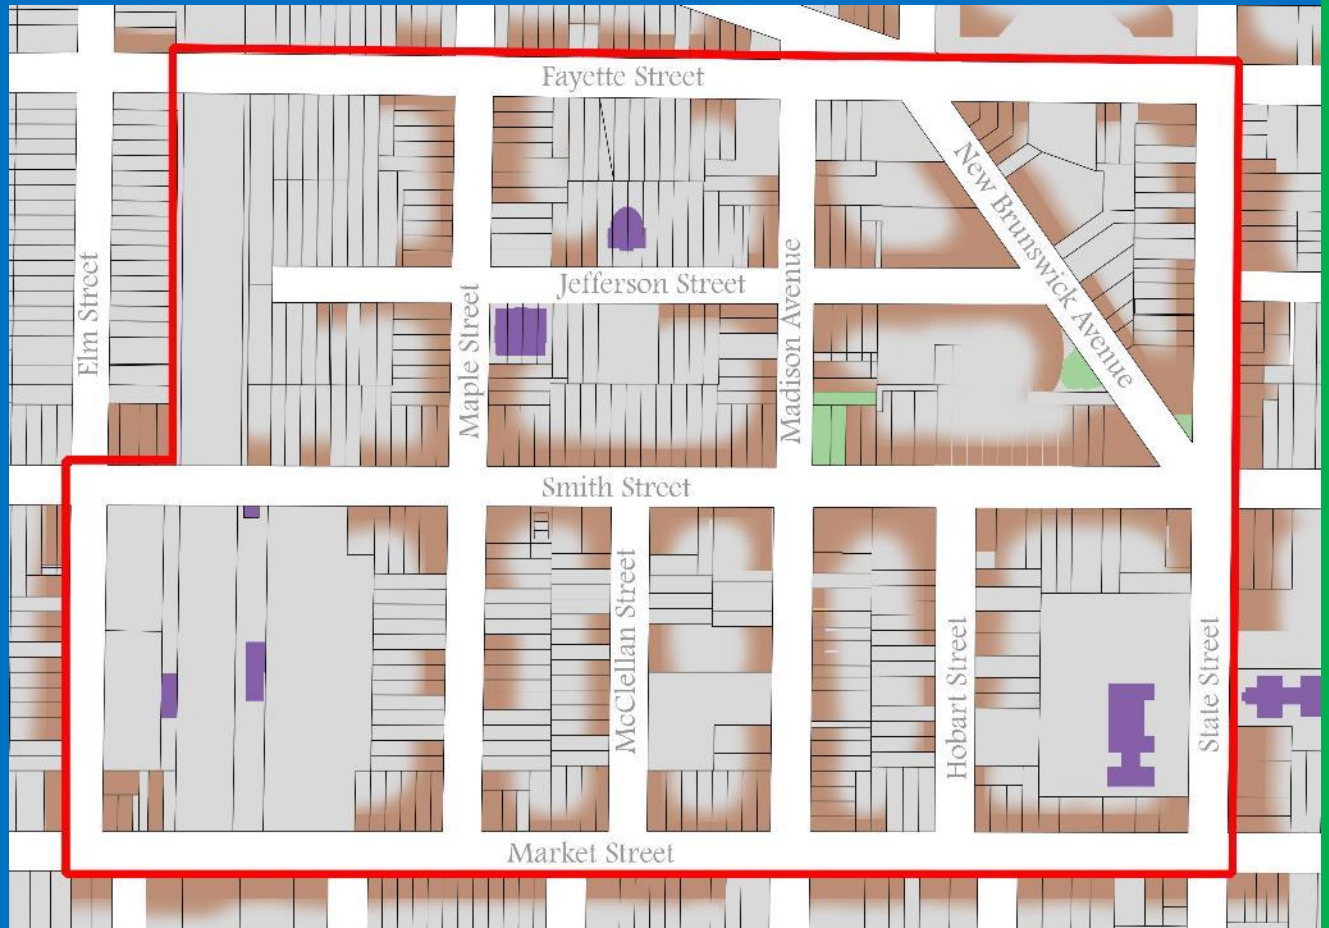 Fayette Street
New Brunswick Avenue
Elm Street
Jefferson Street
Maple Street
Madison Avenue
Smith Street
McClellan Street
Hobart Street
State Street
Market Street